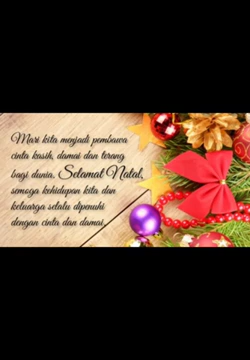 Mari kita menjadi pembawa
cinta kasih, damai dan terang
bagi dunia. Selamat Natal,
semoga kehidupan kita dan
keluarga selalu dipenuhi
dengan cinta dan damai.